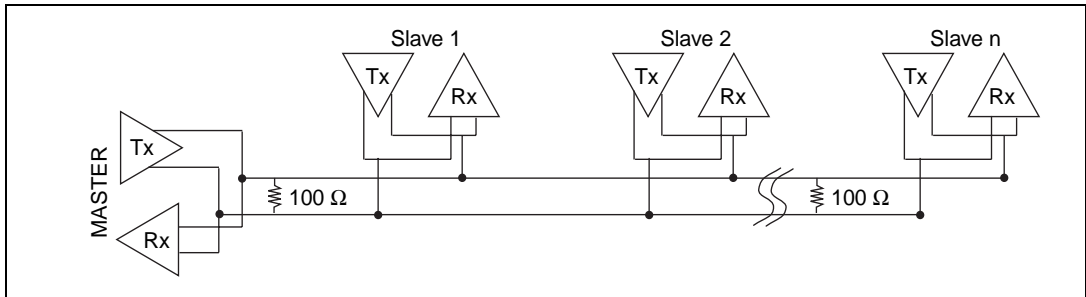 Slave 1
Slave 2
Slave n
Tx
Rx
Tx
Rx
Tx
Rx
MASTER
Tx
Rx
100 Ω
100 Ω